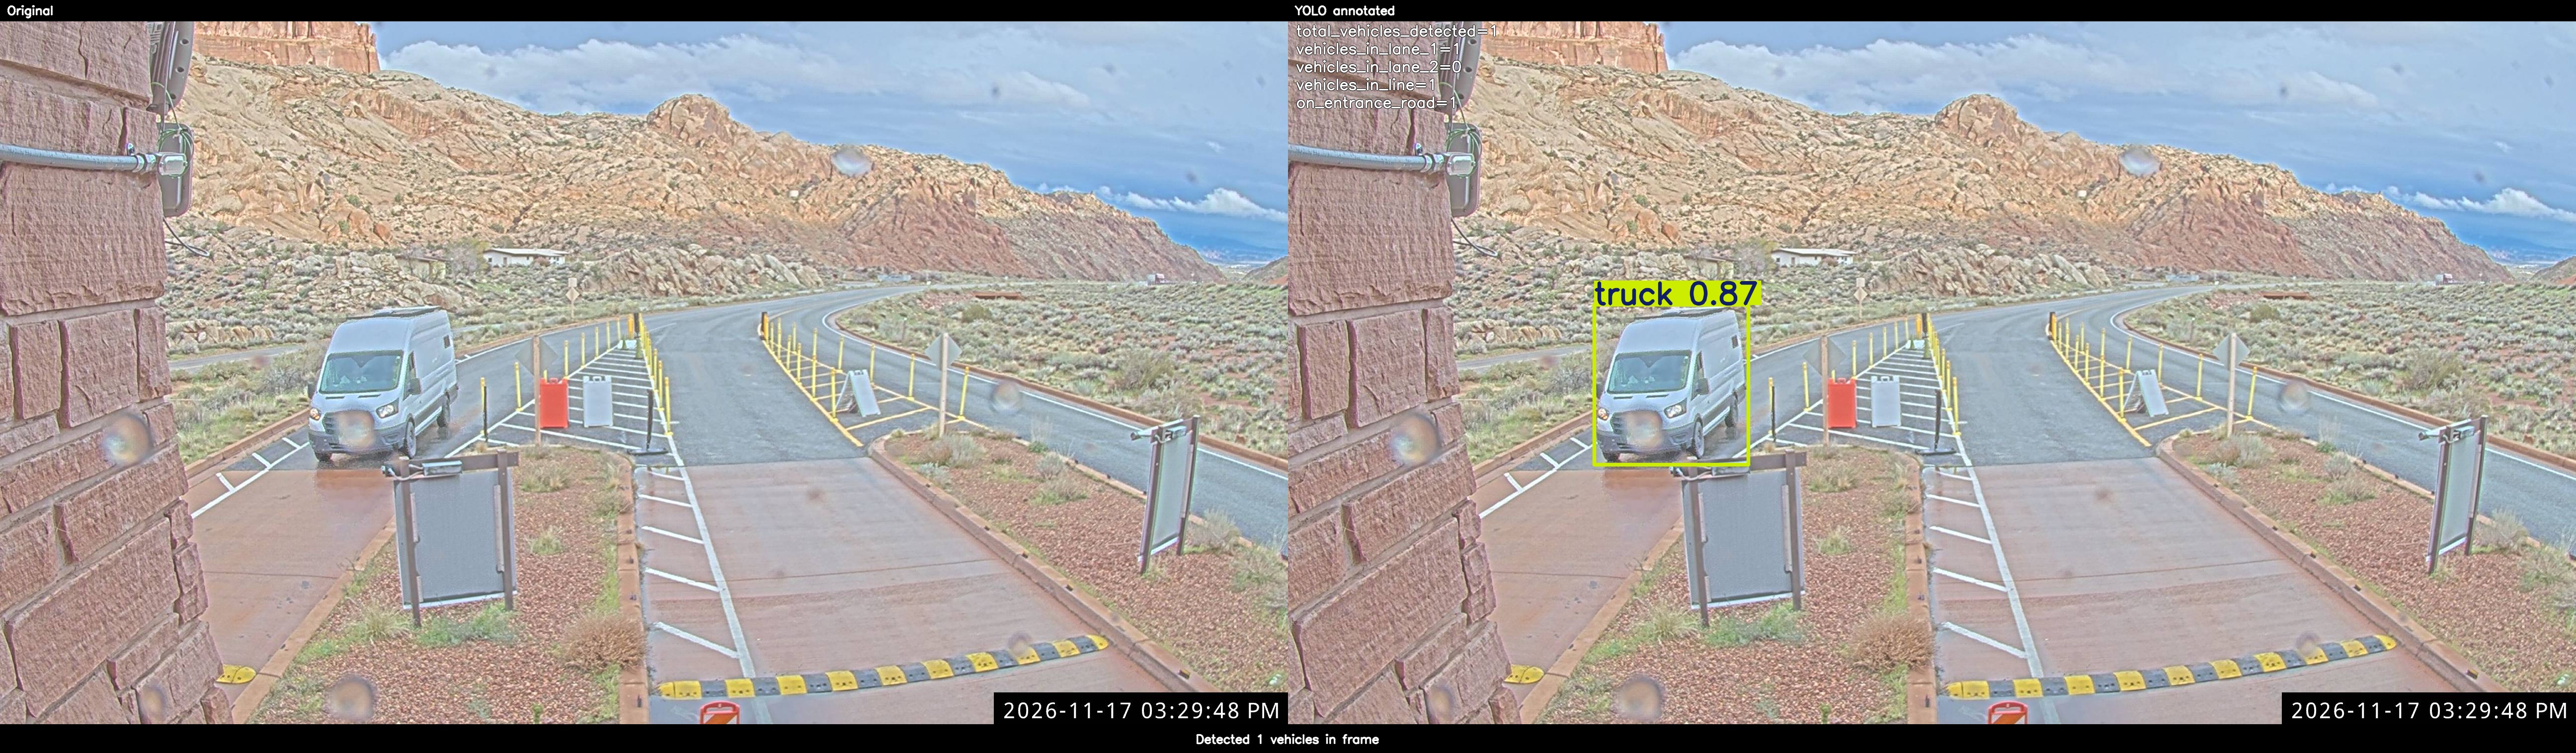 Original
YOLO annotated
total_vehicles_detected=1
vehicles_in_lane_1=1
vehicles_in_lane_2=0
vehicles_in_line=1
on_entrance_road=1
truck 0.87
2026-11-17 03:29:48 PM
2026-11-17 03:29:48 PM
Detected 1 vehicles in frame